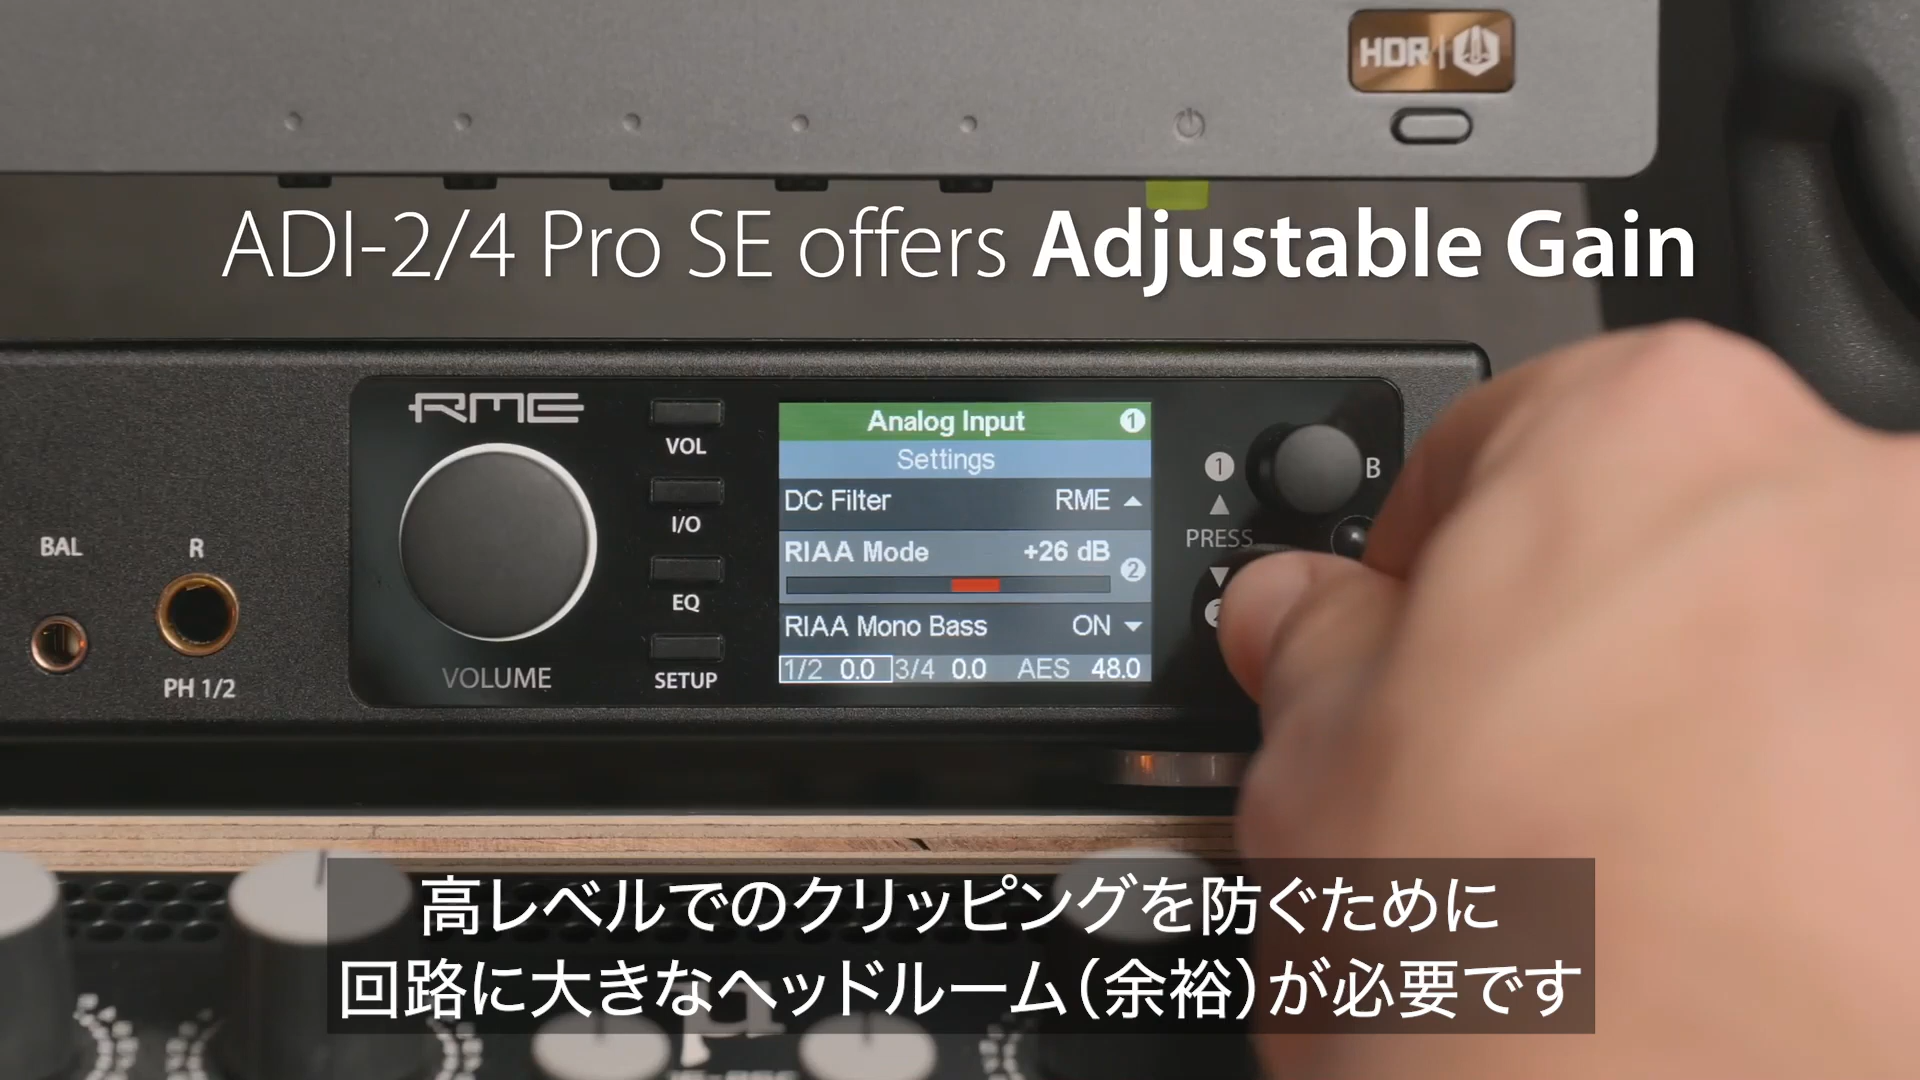 HDR
ADI-2/4 Pro SE offers Adjustable Gain
RME
VOL
I/O
EQ
SETUP
VOLUME
BAL
R
PH 1/2
Analog Input 1
Settings
DC Filter RME
RIAA Mode +26 dB
2
RIAA Mono Bass ON
1/2 0.0 3/4 0.0 AES 48.0
1
B
PRESS
高レベルでのクリッピングを防ぐために
回路に大きなヘッドルーム（余裕）が必要です